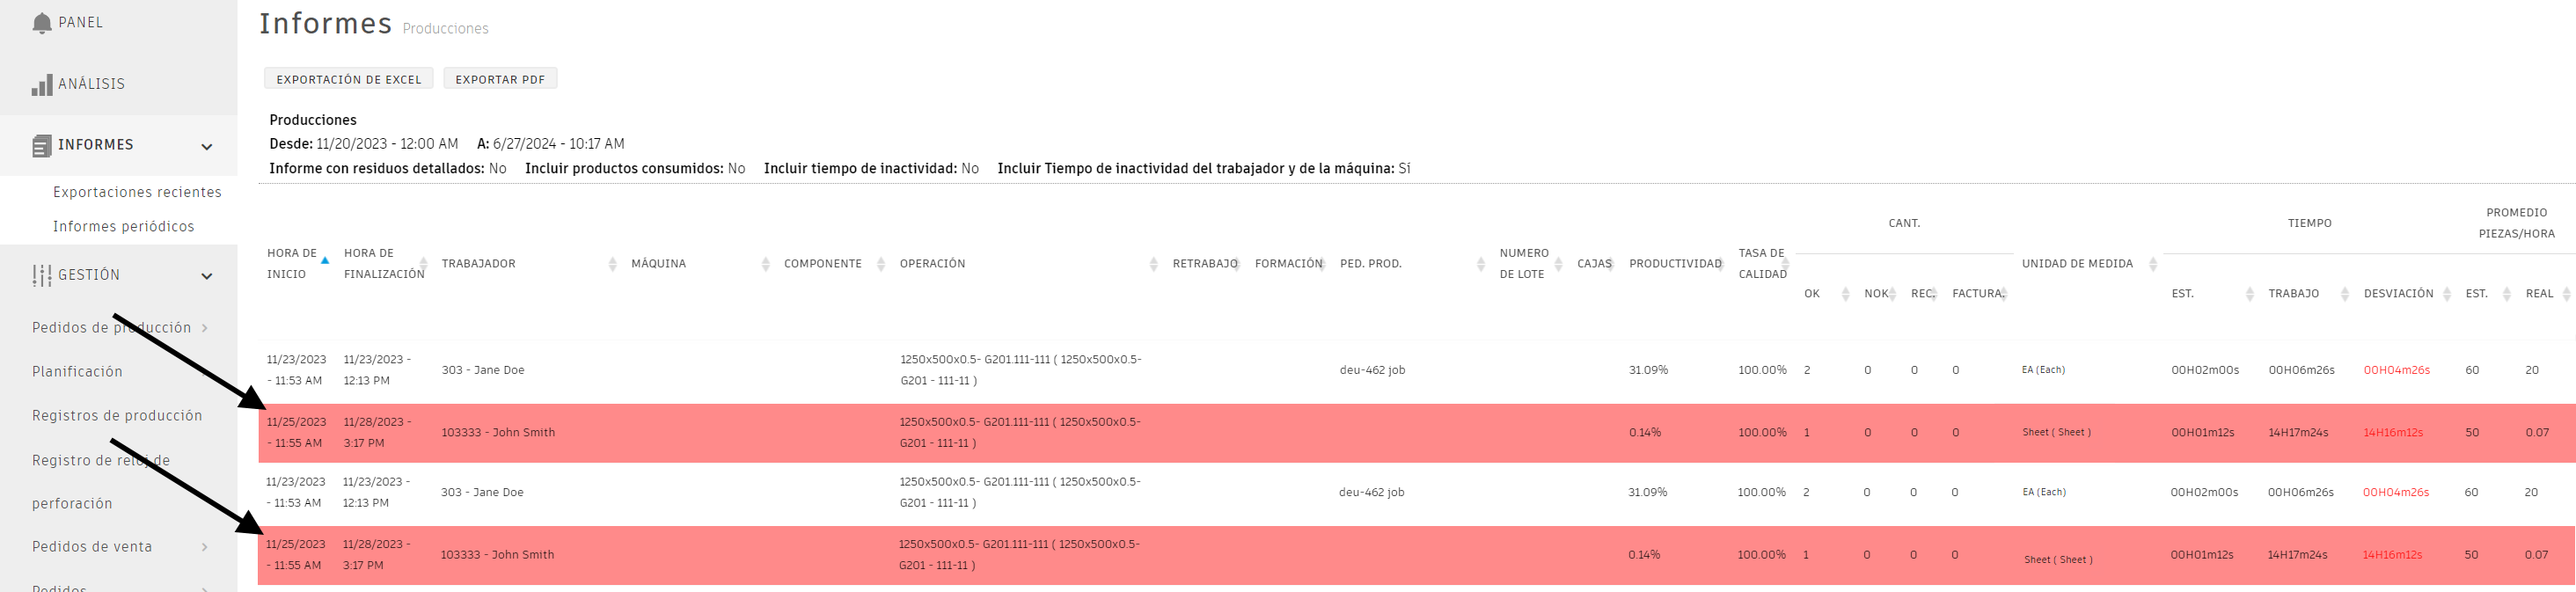 PANEL
ANÁLISIS
INFORMES
Exportaciones recientes
Informes periódicos
GESTIÓN
Pedidos de producción
Planificación
Registros de producción
Registro de reloj de
perforación
Pedidos de venta
Pedidos
Informes Producciones
EXPORTACIÓN DE EXCEL EXPORTAR PDF
Producciones
Desde: 11/20/2023 - 12:00 AM A: 6/27/2024 - 10:17 AM
Informe con residuos detallados: No Incluir productos consumidos: No Incluir tiempo de inactividad: No Incluir Tiempo de inactividad del trabajador y de la máquina: Sí
HORA DE INICIO HORA DE FINALIZACIÓN TRABAJADOR MÁQUINA COMPONENTE OPERACIÓN RETRABAJO FORMACIÓN PED. PROD. NUMERO DE LOTE CAJAS PRODUCTIVIDAD TASA DE CALIDAD CANT. UNIDAD DE MEDIDA TIEMPO PROMEDIO PIEZAS/HORA
OK NOK REC. FACTURA. EST. TRABAJO DESVIACIÓN EST. REAL
11/23/2023 - 11:53 AM 11/23/2023 - 12:13 PM 303 - Jane Doe 1250x500x0.5- G201.111-111 ( 1250x500x0.5- G201 - 111-11 ) deu-462 job 31.09% 100.00% 2 0 0 0 EA (Each) 00H02m00s 00H06m26s 00H04m26s 60 20
11/25/2023 - 11:55 AM 11/28/2023 - 3:17 PM 103333 - John Smith 1250x500x0.5- G201.111-111 ( 1250x500x0.5- G201 - 111-11 ) 0.14% 100.00% 1 0 0 0 Sheet ( Sheet ) 00H01m12s 14H17m24s 14H16m12s 50 0.07
11/23/2023 - 11:53 AM 11/23/2023 - 12:13 PM 303 - Jane Doe 1250x500x0.5- G201.111-111 ( 1250x500x0.5- G201 - 111-11 ) deu-462 job 31.09% 100.00% 2 0 0 0 EA (Each) 00H02m00s 00H06m26s 00H04m26s 60 20
11/25/2023 - 11:55 AM 11/28/2023 - 3:17 PM 103333 - John Smith 1250x500x0.5- G201.111-111 ( 1250x500x0.5- G201 - 111-11 ) 0.14% 100.00% 1 0 0 0 Sheet ( Sheet ) 00H01m12s 14H17m24s 14H16m12s 50 0.07